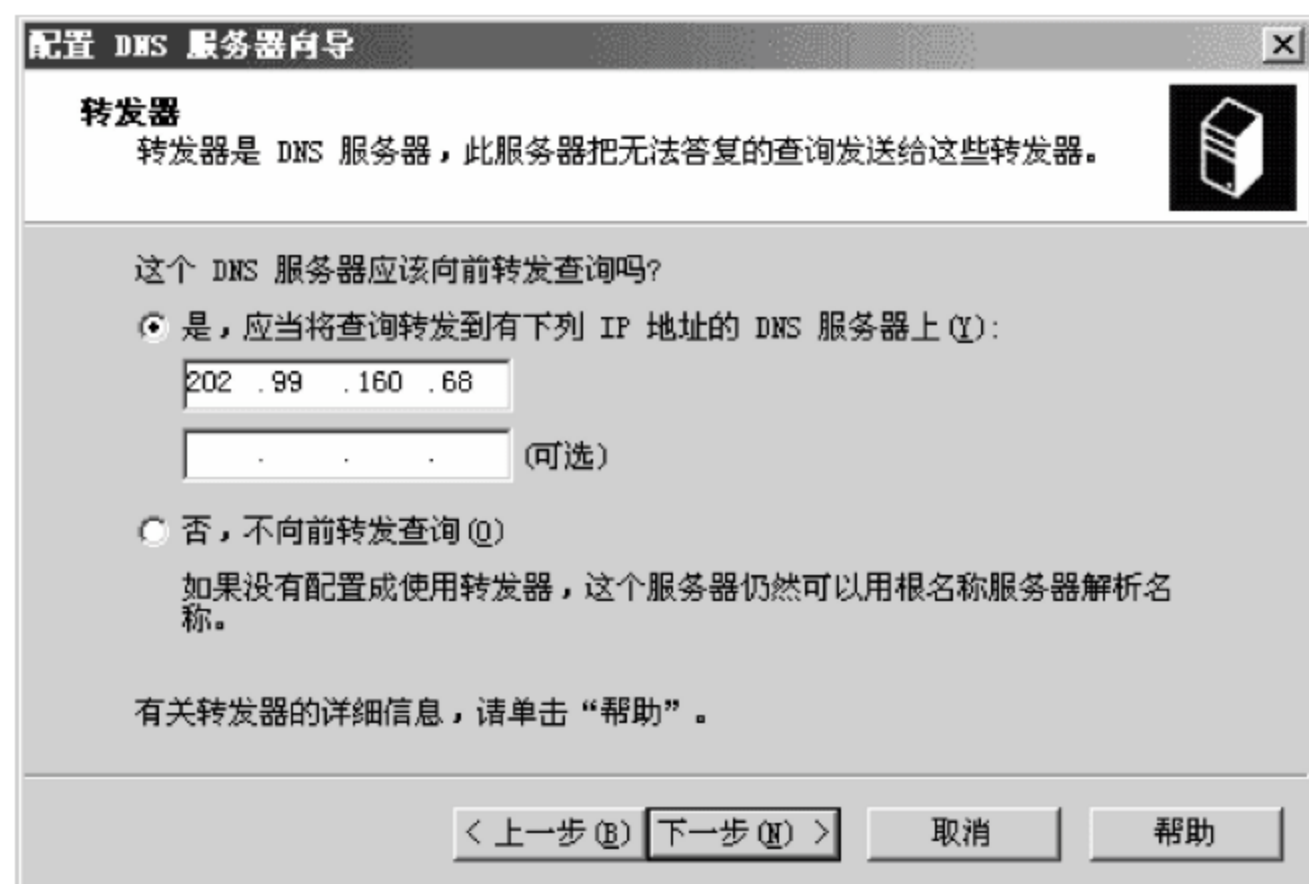 配置 DNS 服务器向导
转发器
转发器是 DNS 服务器，此服务器把无法答复的查询发送给这些转发器。
这个 DNS 服务器应该向前转发查询吗?
是，应当将查询转发到有下列 IP 地址的 DNS 服务器上(Y):
202 .99 .160 .68
. . . (可选)
否，不向前转发查询(O)
如果没有配置成使用转发器，这个服务器仍然可以用根名称服务器解析名
称。
有关转发器的详细信息，请单击“帮助”。
< 上一步(B) 下一步(N) > 取消 帮助